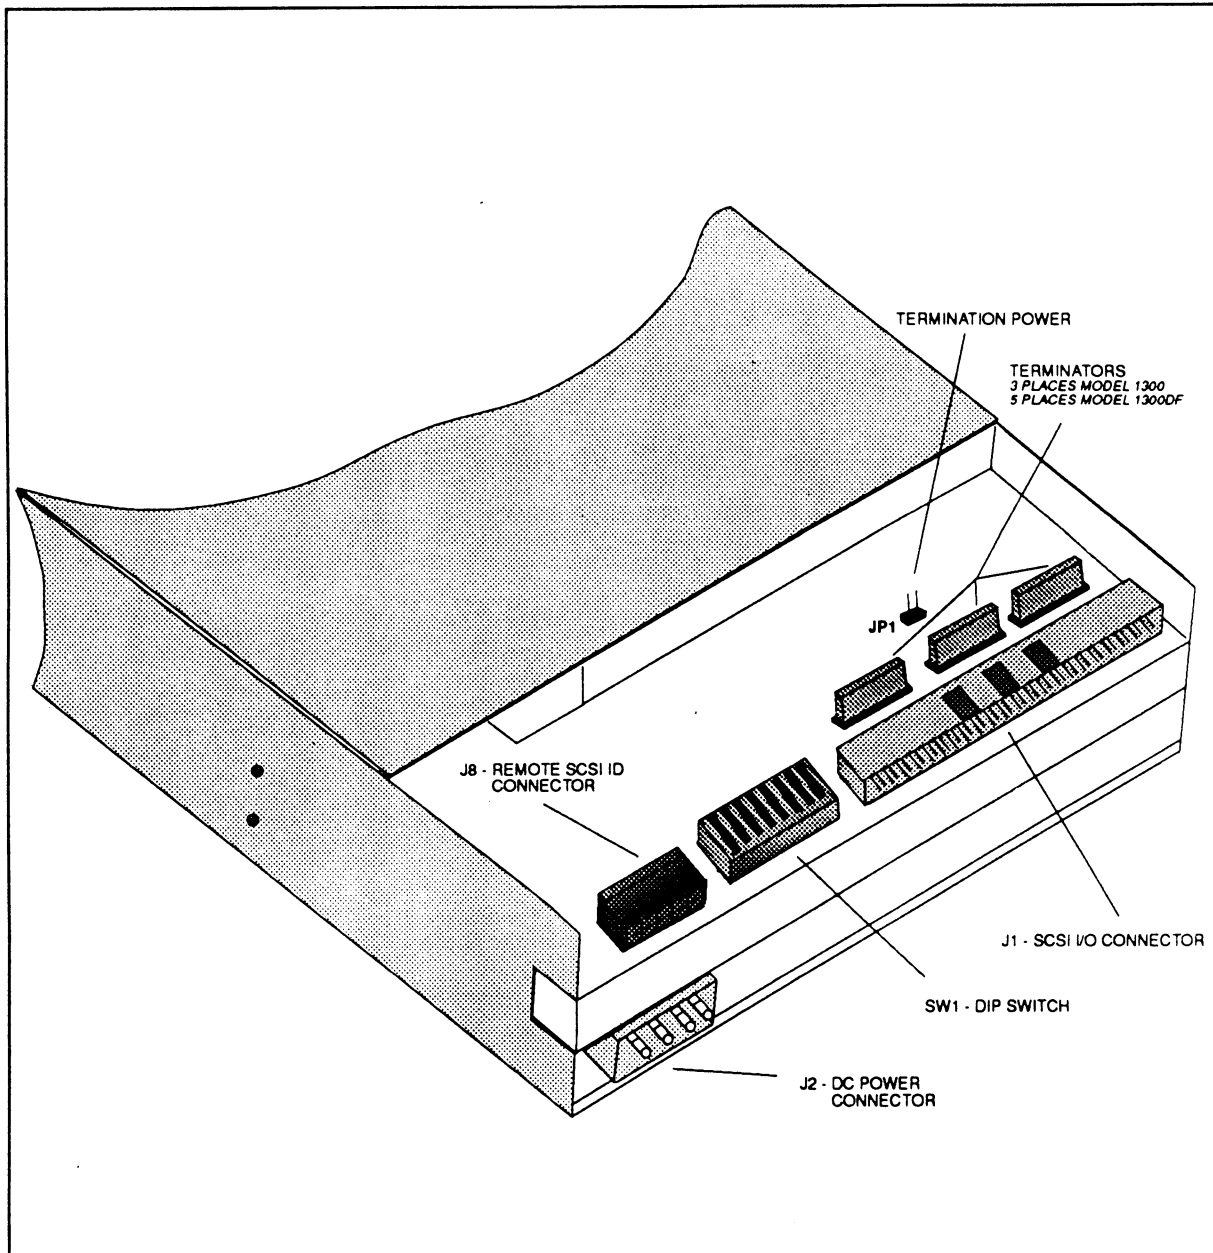 TERMINATION POWER
TERMINATORS
3 PLACES MODEL 1300
5 PLACES MODEL 1300DF
JP1
J8 - REMOTE SCSI ID
CONNECTOR
J1 - SCSI I/O CONNECTOR
SW1 - DIP SWITCH
J2 - DC POWER
CONNECTOR